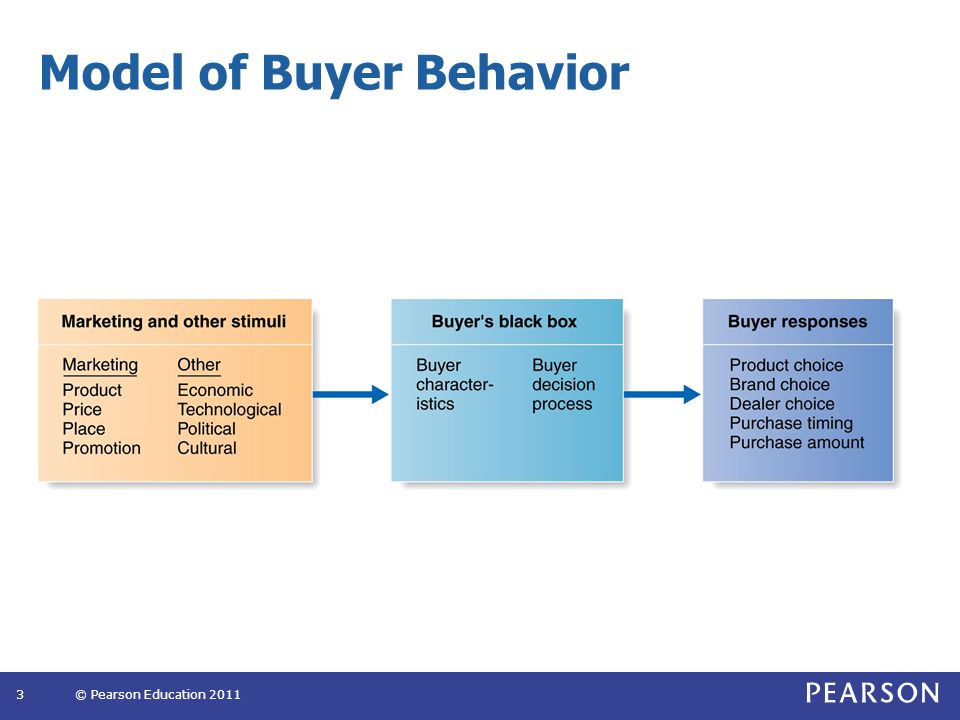 Model of Buyer Behavior
Marketing and other stimuli
Marketing
Product
Price
Place
Promotion
Other
Economic
Technological
Political
Cultural
Buyer's black box
Buyer
character-
istics
Buyer
decision
process
Buyer responses
Product choice
Brand choice
Dealer choice
Purchase timing
Purchase amount
3 © Pearson Education 2011
PEARSON